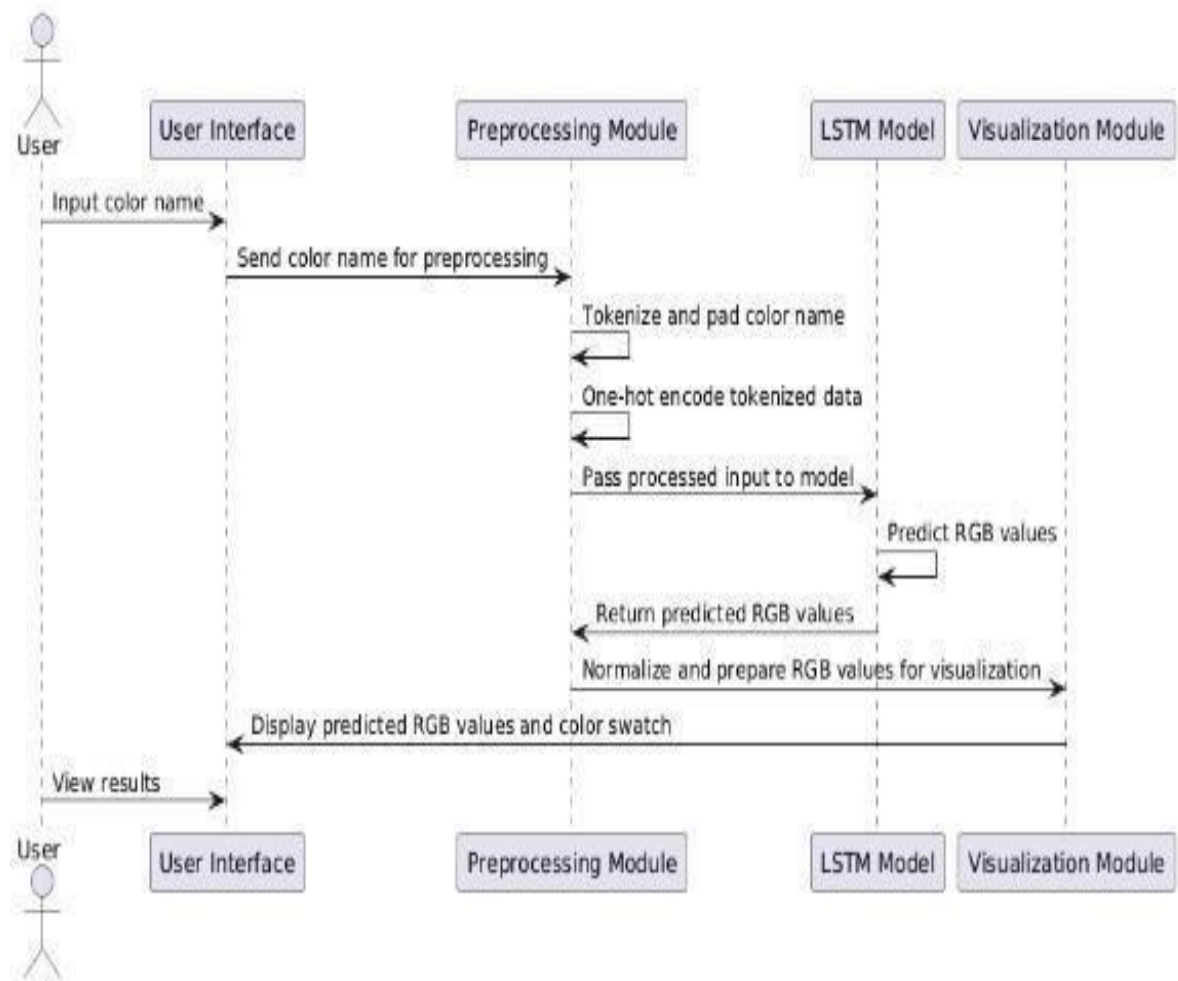 User
User Interface
Preprocessing Module
LSTM Model
Visualization Module
Input color name
Send color name for preprocessing
Tokenize and pad color name
One-hot encode tokenized data
Pass processed input to model
Predict RGB values
Return predicted RGB values
Normalize and prepare RGB values for visualization
Display predicted RGB values and color swatch
View results
User
User Interface
Preprocessing Module
LSTM Model
Visualization Module